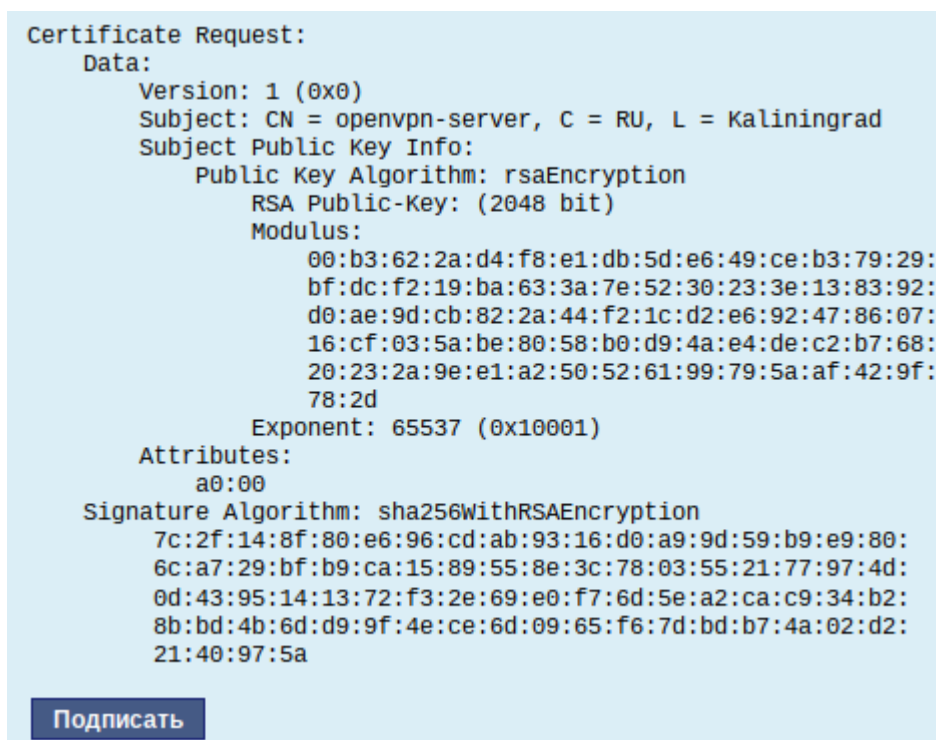 Certificate Request:
Data:
Version: 1 (0x0)
Subject: CN = openvpn-server, C = RU, L = Kaliningrad
Subject Public Key Info:
Public Key Algorithm: rsaEncryption
RSA Public-Key: (2048 bit)
Modulus:
00:b3:62:2a:d4:f8:e1:db:5d:e6:49:ce:b3:79:29:
bf:dc:f2:19:ba:63:3a:7e:52:30:23:3e:13:83:92:
d0:ae:9d:cb:82:2a:44:f2:1c:d2:e6:92:47:86:07:
16:cf:03:5a:be:80:58:b0:d9:4a:e4:de:c2:b7:68:
20:23:2a:9e:e1:a2:50:52:61:99:79:5a:af:42:9f:
78:2d
Exponent: 65537 (0x10001)
Attributes:
a0:00
Signature Algorithm: sha256WithRSAEncryption
7c:2f:14:8f:80:e6:96:cd:ab:93:16:d0:a9:9d:59:b9:e9:80:
6c:a7:29:bf:b9:ca:15:89:55:8e:3c:78:03:55:21:77:97:4d:
0d:43:95:14:13:72:f3:2e:69:e0:f7:6d:5e:a2:ca:c9:34:b2:
8b:bd:4b:6d:d9:9f:4e:ce:6d:09:65:f6:7d:bd:b7:4a:02:d2:
21:40:97:5a
Подписать